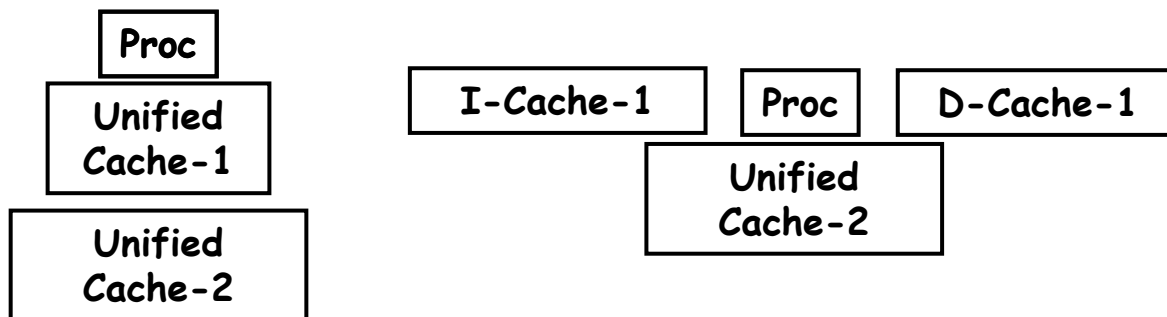 Proc
Unified
Cache-1
Unified
Cache-2
I-Cache-1
Proc
D-Cache-1
Unified
Cache-2